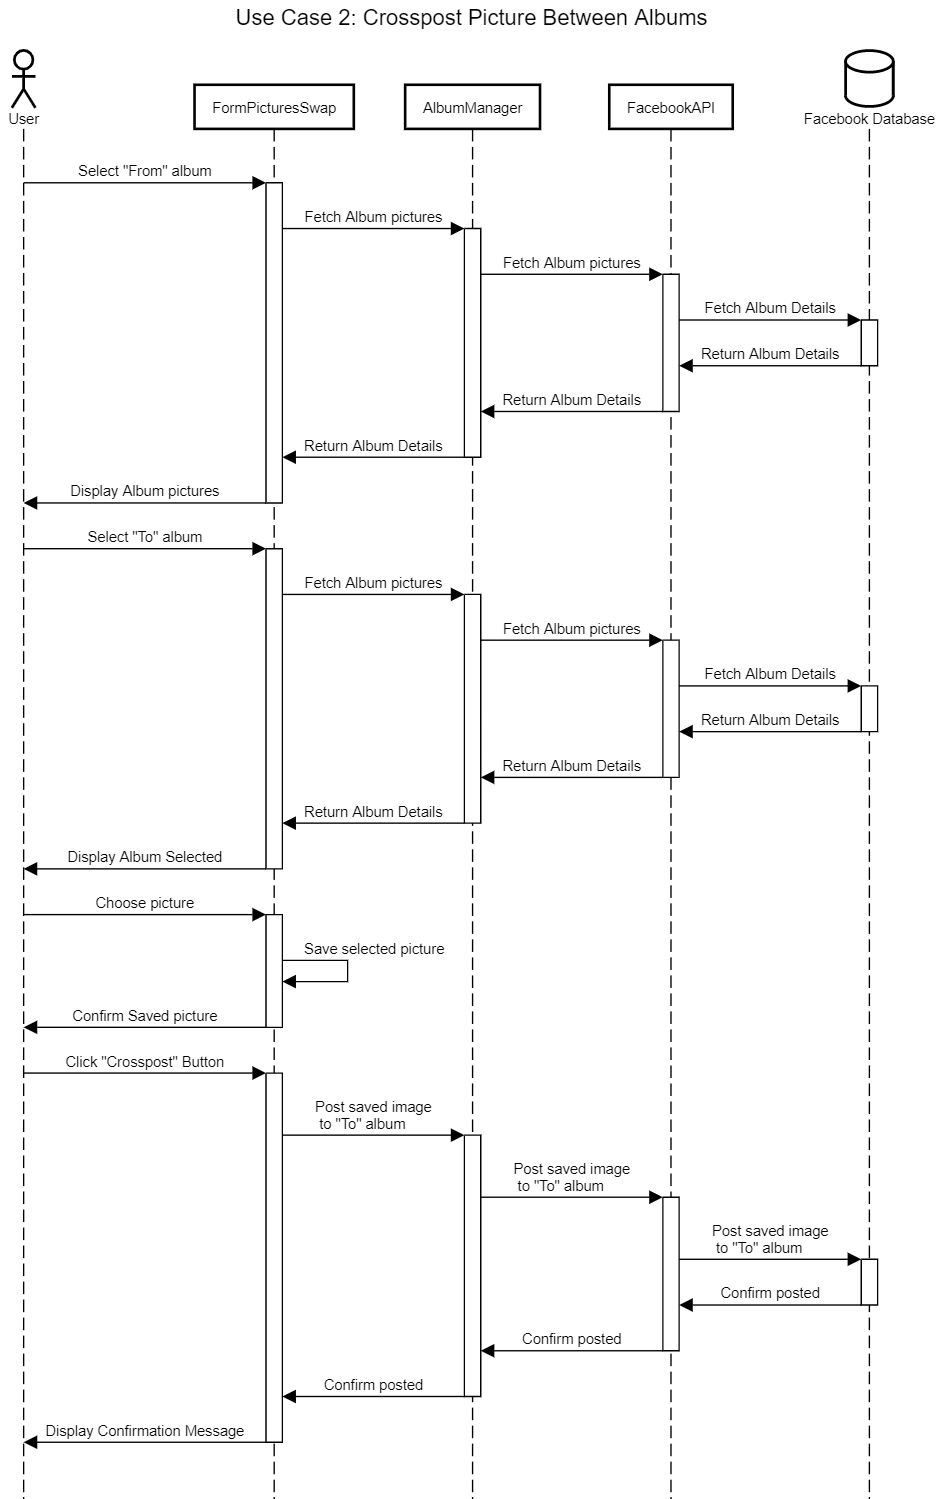 Use Case 2: Crosspost Picture Between Albums
User
FormPicturesSwap
AlbumManager
FacebookAPI
Facebook Database
Select "From" album
Fetch Album pictures
Fetch Album pictures
Fetch Album Details
Return Album Details
Return Album Details
Return Album Details
Display Album pictures
Select "To" album
Fetch Album pictures
Fetch Album pictures
Fetch Album Details
Return Album Details
Return Album Details
Return Album Details
Display Album Selected
Choose picture
Save selected picture
Confirm Saved picture
Click "Crosspost" Button
Post saved image
to "To" album
Post saved image
to "To" album
Post saved image
to "To" album
Confirm posted
Confirm posted
Confirm posted
Display Confirmation Message